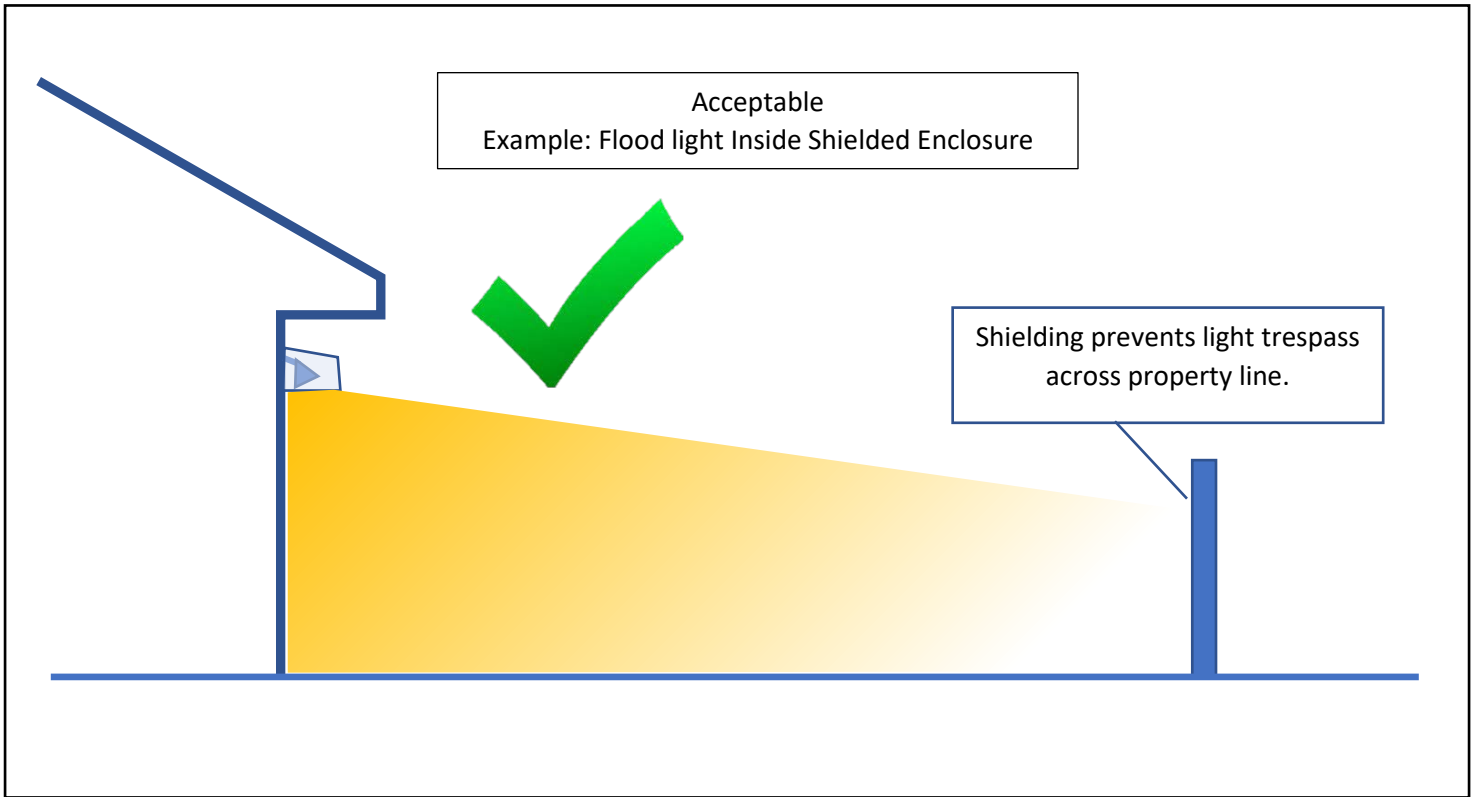 Acceptable
Example: Flood light Inside Shielded Enclosure
Shielding prevents light trespass
across property line.